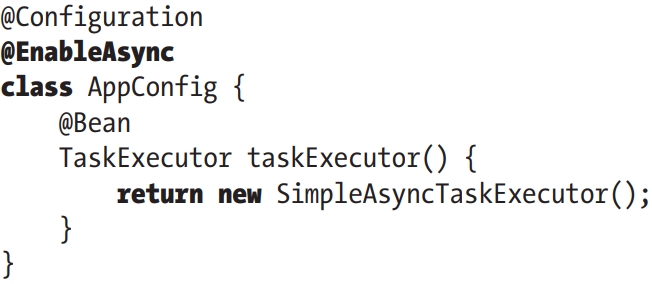 @Configuration
@EnableAsync
class AppConfig {
    @Bean
    TaskExecutor taskExecutor() {
        return new SimpleAsyncTaskExecutor();
    }
}